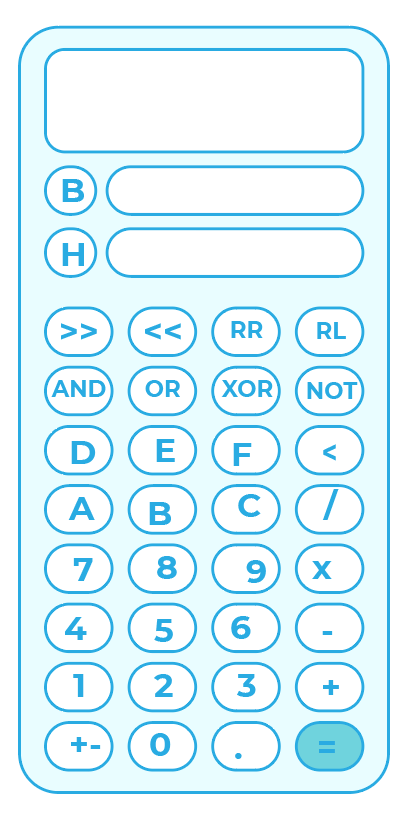 B
H
>> << RR RL
AND OR XOR NOT
D E F <
A B C /
7 8 9 x
4 5 6 -
1 2 3 +
+- 0 . =